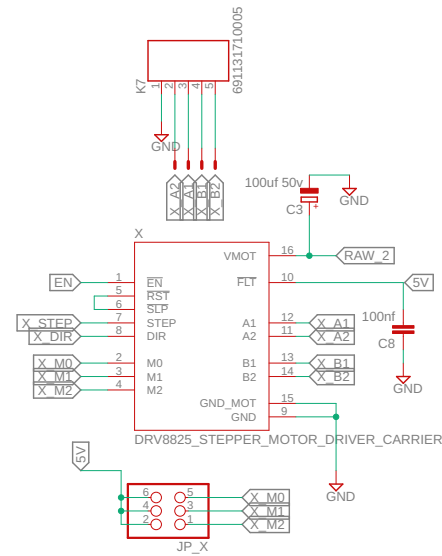 K7
691131710005
1
2
3
4
5
GND
X_A2
X_A1
X_B1
X_B2
100uf 50v
C3
+
GND
X
VMOT 16 RAW_2
EN 1 EN
FLT 10 5V
5 RST
6 SLP
X_STEP 7 STEP
X_DIR 8 DIR
A1 12 X_A1
A2 11 X_A2
100nf
C8
GND
X_M0 2 M0
X_M1 3 M1
X_M2 4 M2
B1 13 X_B1
B2 14 X_B2
GND_MOT 15
GND 9
DRV8825_STEPPER_MOTOR_DRIVER_CARRIER
5V
GND
6 5 X_M0
4 3 X_M1
2 1 X_M2
JP_X